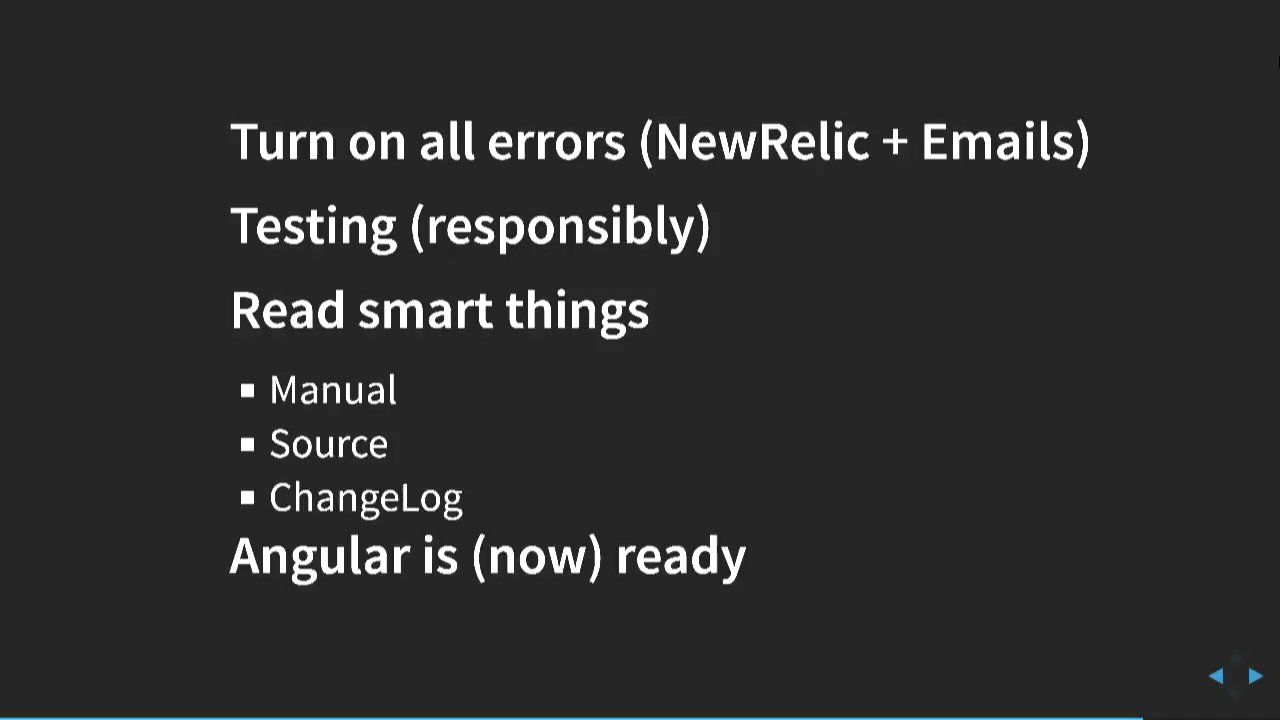 Turn on all errors (NewRelic + Emails)
Testing (responsibly)
Read smart things
Manual
Source
ChangeLog
Angular is (now) ready